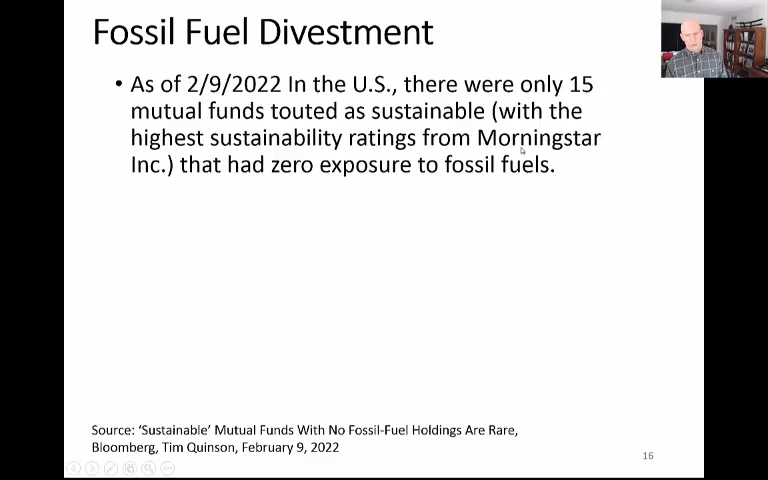 Fossil Fuel Divestment
• As of 2/9/2022 In the U.S., there were only 15
mutual funds touted as sustainable (with the
highest sustainability ratings from Morningstar
Inc.) that had zero exposure to fossil fuels.
Source: ‘Sustainable’ Mutual Funds With No Fossil-Fuel Holdings Are Rare,
Bloomberg, Tim Quinson, February 9, 2022
16